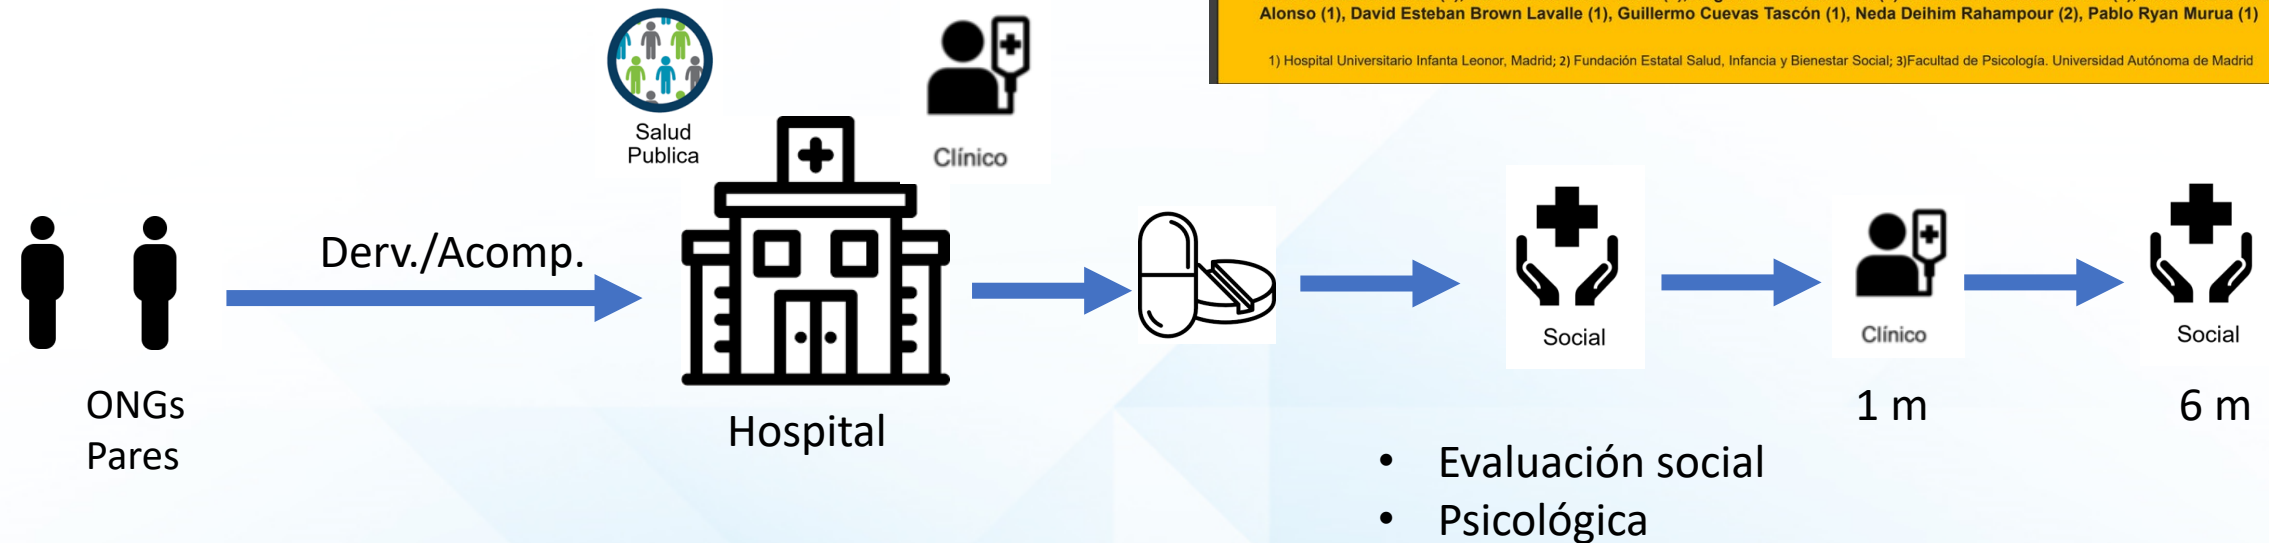 Alonso (1), David Esteban Brown Lavalle (1), Guillermo Cuevas Tascón (1), Neda Deihim Rahampour (2), Pablo Ryan Murua (1)
1) Hospital Universitario Infanta Leonor, Madrid; 2) Fundación Estatal Salud, Infancia y Bienestar Social; 3)Facultad de Psicología. Universidad Autónoma de Madrid
Salud
Publica
Clínico
Derv./Acomp.
ONGs
Pares
Hospital
Social
Clínico
Social
1 m
6 m
• Evaluación social
• Psicológica